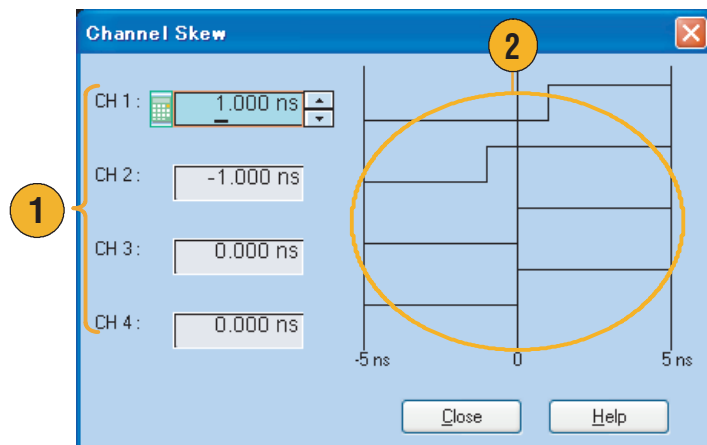 Channel Skew
2
CH 1 : 1.000 ns
CH 2 : -1.000 ns
1
CH 3 : 0.000 ns
CH 4 : 0.000 ns
-5 ns 0 5 ns
Close Help